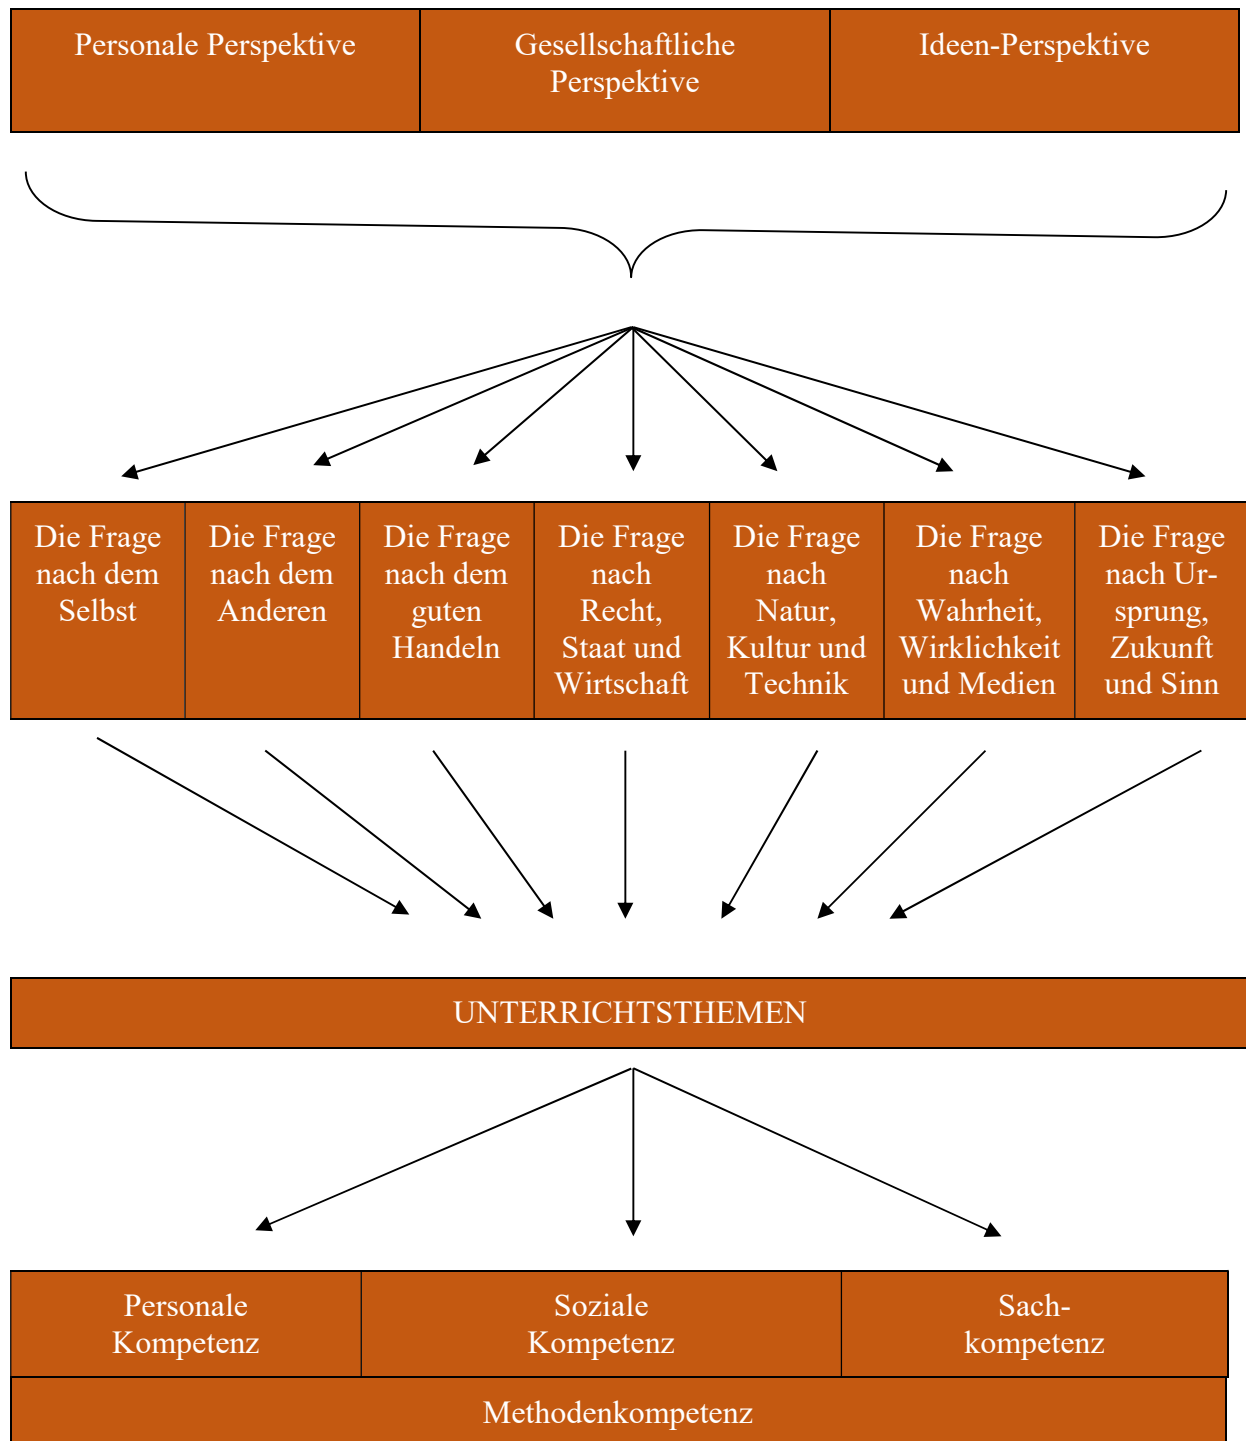 Personale Perspektive
Gesellschaftliche
Perspektive
Ideen-Perspektive
Die Frage
nach dem
Selbst
Die Frage
nach dem
Anderen
Die Frage
nach dem
guten
Handeln
Die Frage
nach
Recht,
Staat und
Wirtschaft
Die Frage
nach
Natur,
Kultur und
Technik
Die Frage
nach
Wahrheit,
Wirklichkeit
und Medien
Die Frage
nach Ur-
sprung,
Zukunft
und Sinn
UNTERRICHTSTHEMEN
Personale
Kompetenz
Soziale
Kompetenz
Sach-
kompetenz
Methodenkompetenz